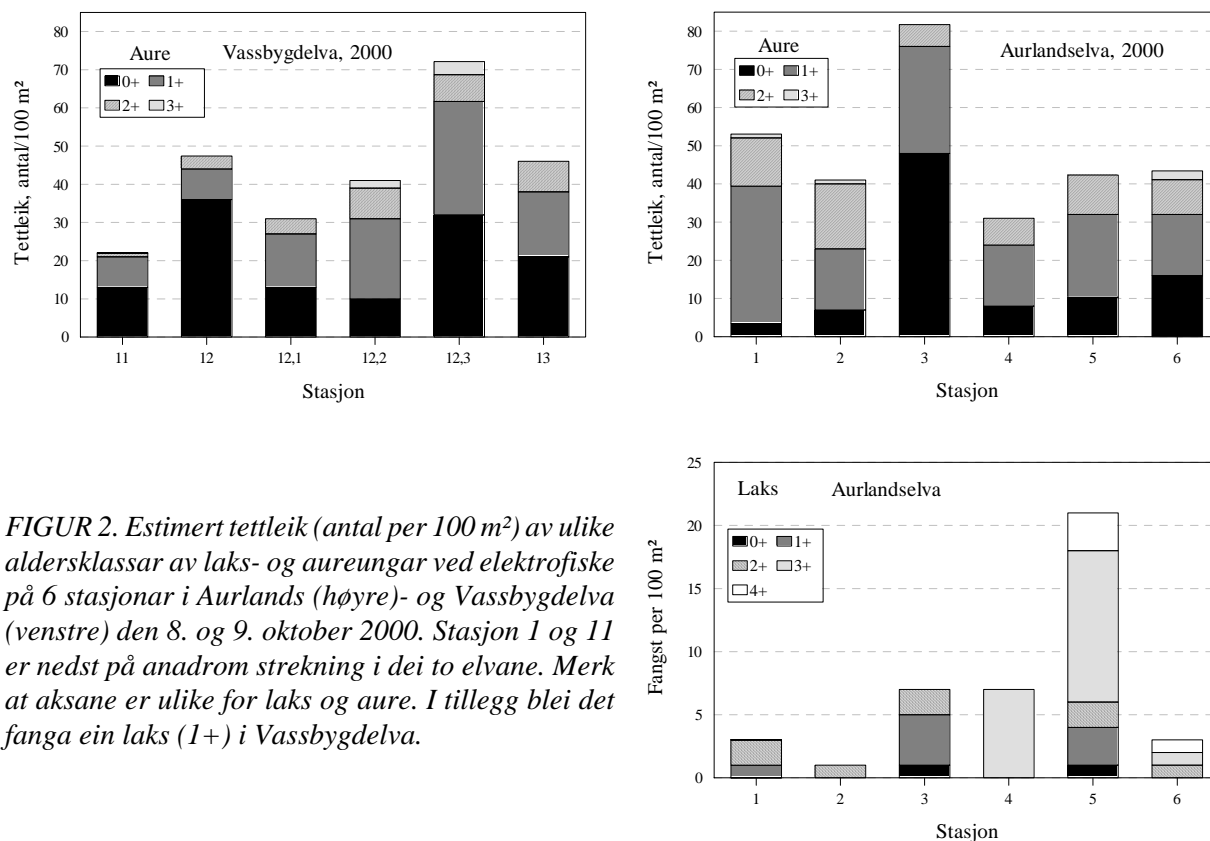 Aure Vassbygdelva, 2000
0+ 1+
2+ 3+
Tettleik, antal/100 m²
80
70
60
50
40
30
20
10
0
11 12 12,1 12,2 12,3 13
Stasjon
Aure Aurlandselva, 2000
0+ 1+
2+ 3+
Tettleik, antal/100 m²
80
70
60
50
40
30
20
10
0
1 2 3 4 5 6
Stasjon
FIGUR 2. Estimert tettleik (antal per 100 m²) av ulike
aldersklassar av laks- og aureungar ved elektrofiske
på 6 stasjonar i Aurlands (høyre)- og Vassbygdelva
(venstre) den 8. og 9. oktober 2000. Stasjon 1 og 11
er nedst på anadrom strekning i dei to elvane. Merk
at aksane er ulike for laks og aure. I tillegg blei det
fanga ein laks (1+) i Vassbygdelva.
Laks Aurlandselva
0+ 1+
2+ 3+
4+
Fangst per 100 m²
25
20
15
10
5
0
1 2 3 4 5 6
Stasjon